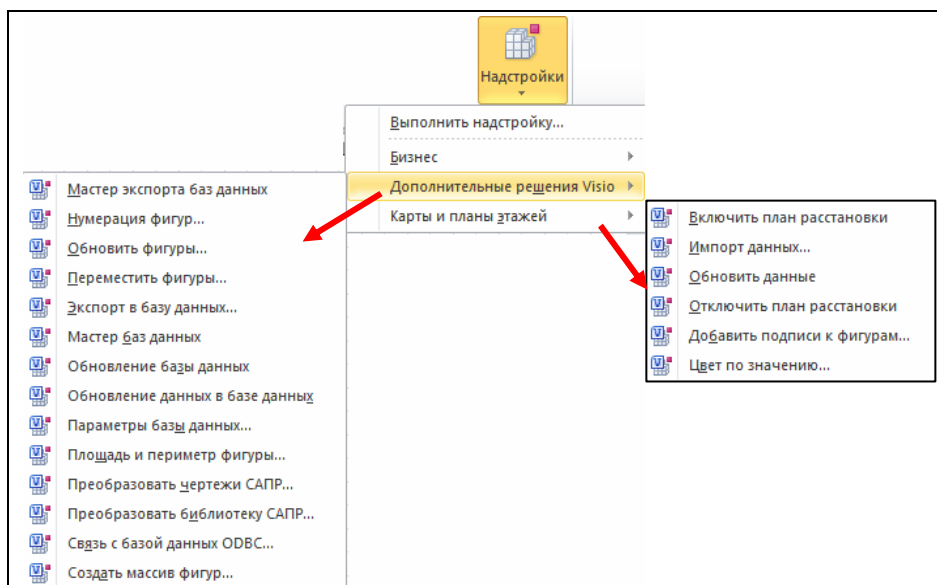 Надстройки
Выполнить надстройку...
Бизнес
Дополнительные решения Visio
Карты и планы этажей
Мастер экспорта баз данных
Нумерация фигур...
Обновить фигуры...
Переместить фигуры...
Экспорт в базу данных...
Мастер баз данных
Обновление базы данных
Обновление данных в базе данных
Параметры базы данных...
Площадь и периметр фигуры...
Преобразовать чертежи САПР...
Преобразовать библиотеку САПР...
Связь с базой данных ODBC...
Создать массив фигур...
Включить план расстановки
Импорт данных...
Обновить данные
Отключить план расстановки
Добавить подписи к фигурам...
Цвет по значению...